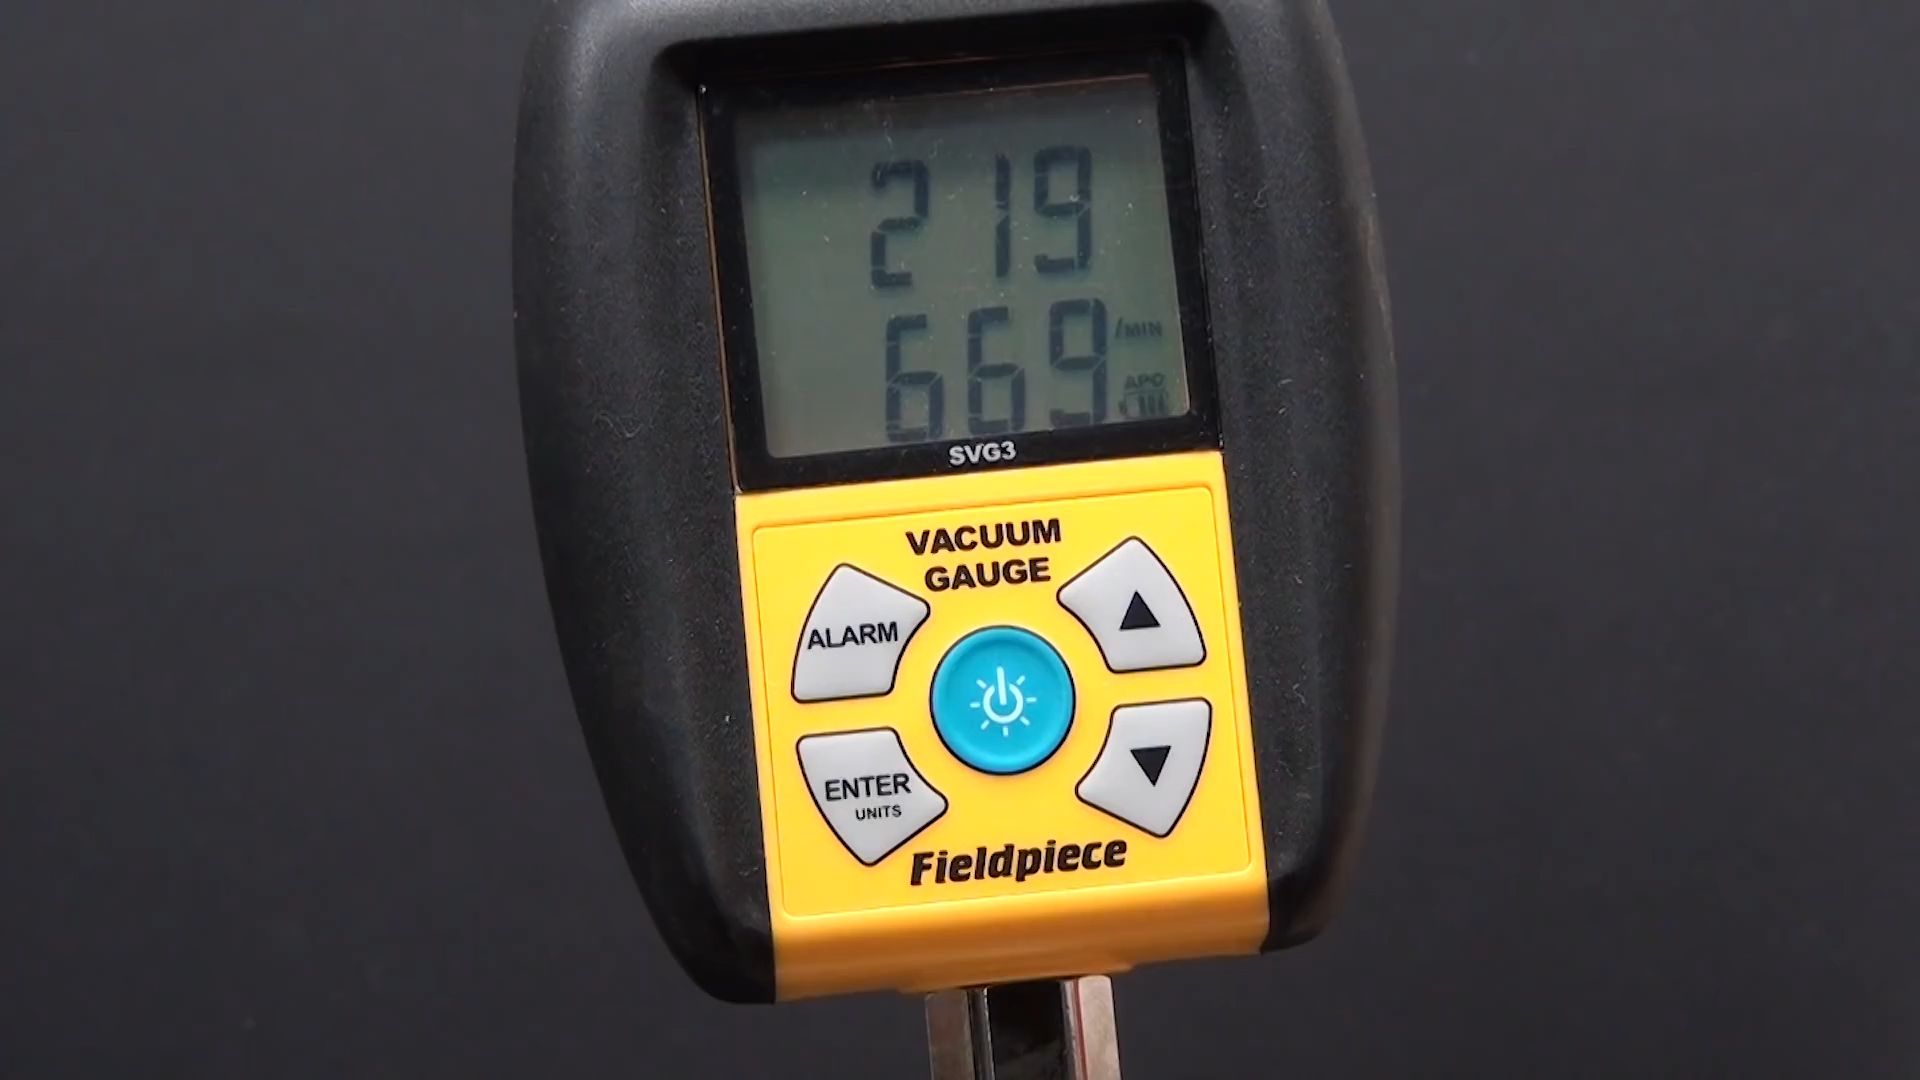 219
669 /MIN
APO
SVG3
VACUUM
GAUGE
ALARM
ENTER
UNITS
Fieldpiece